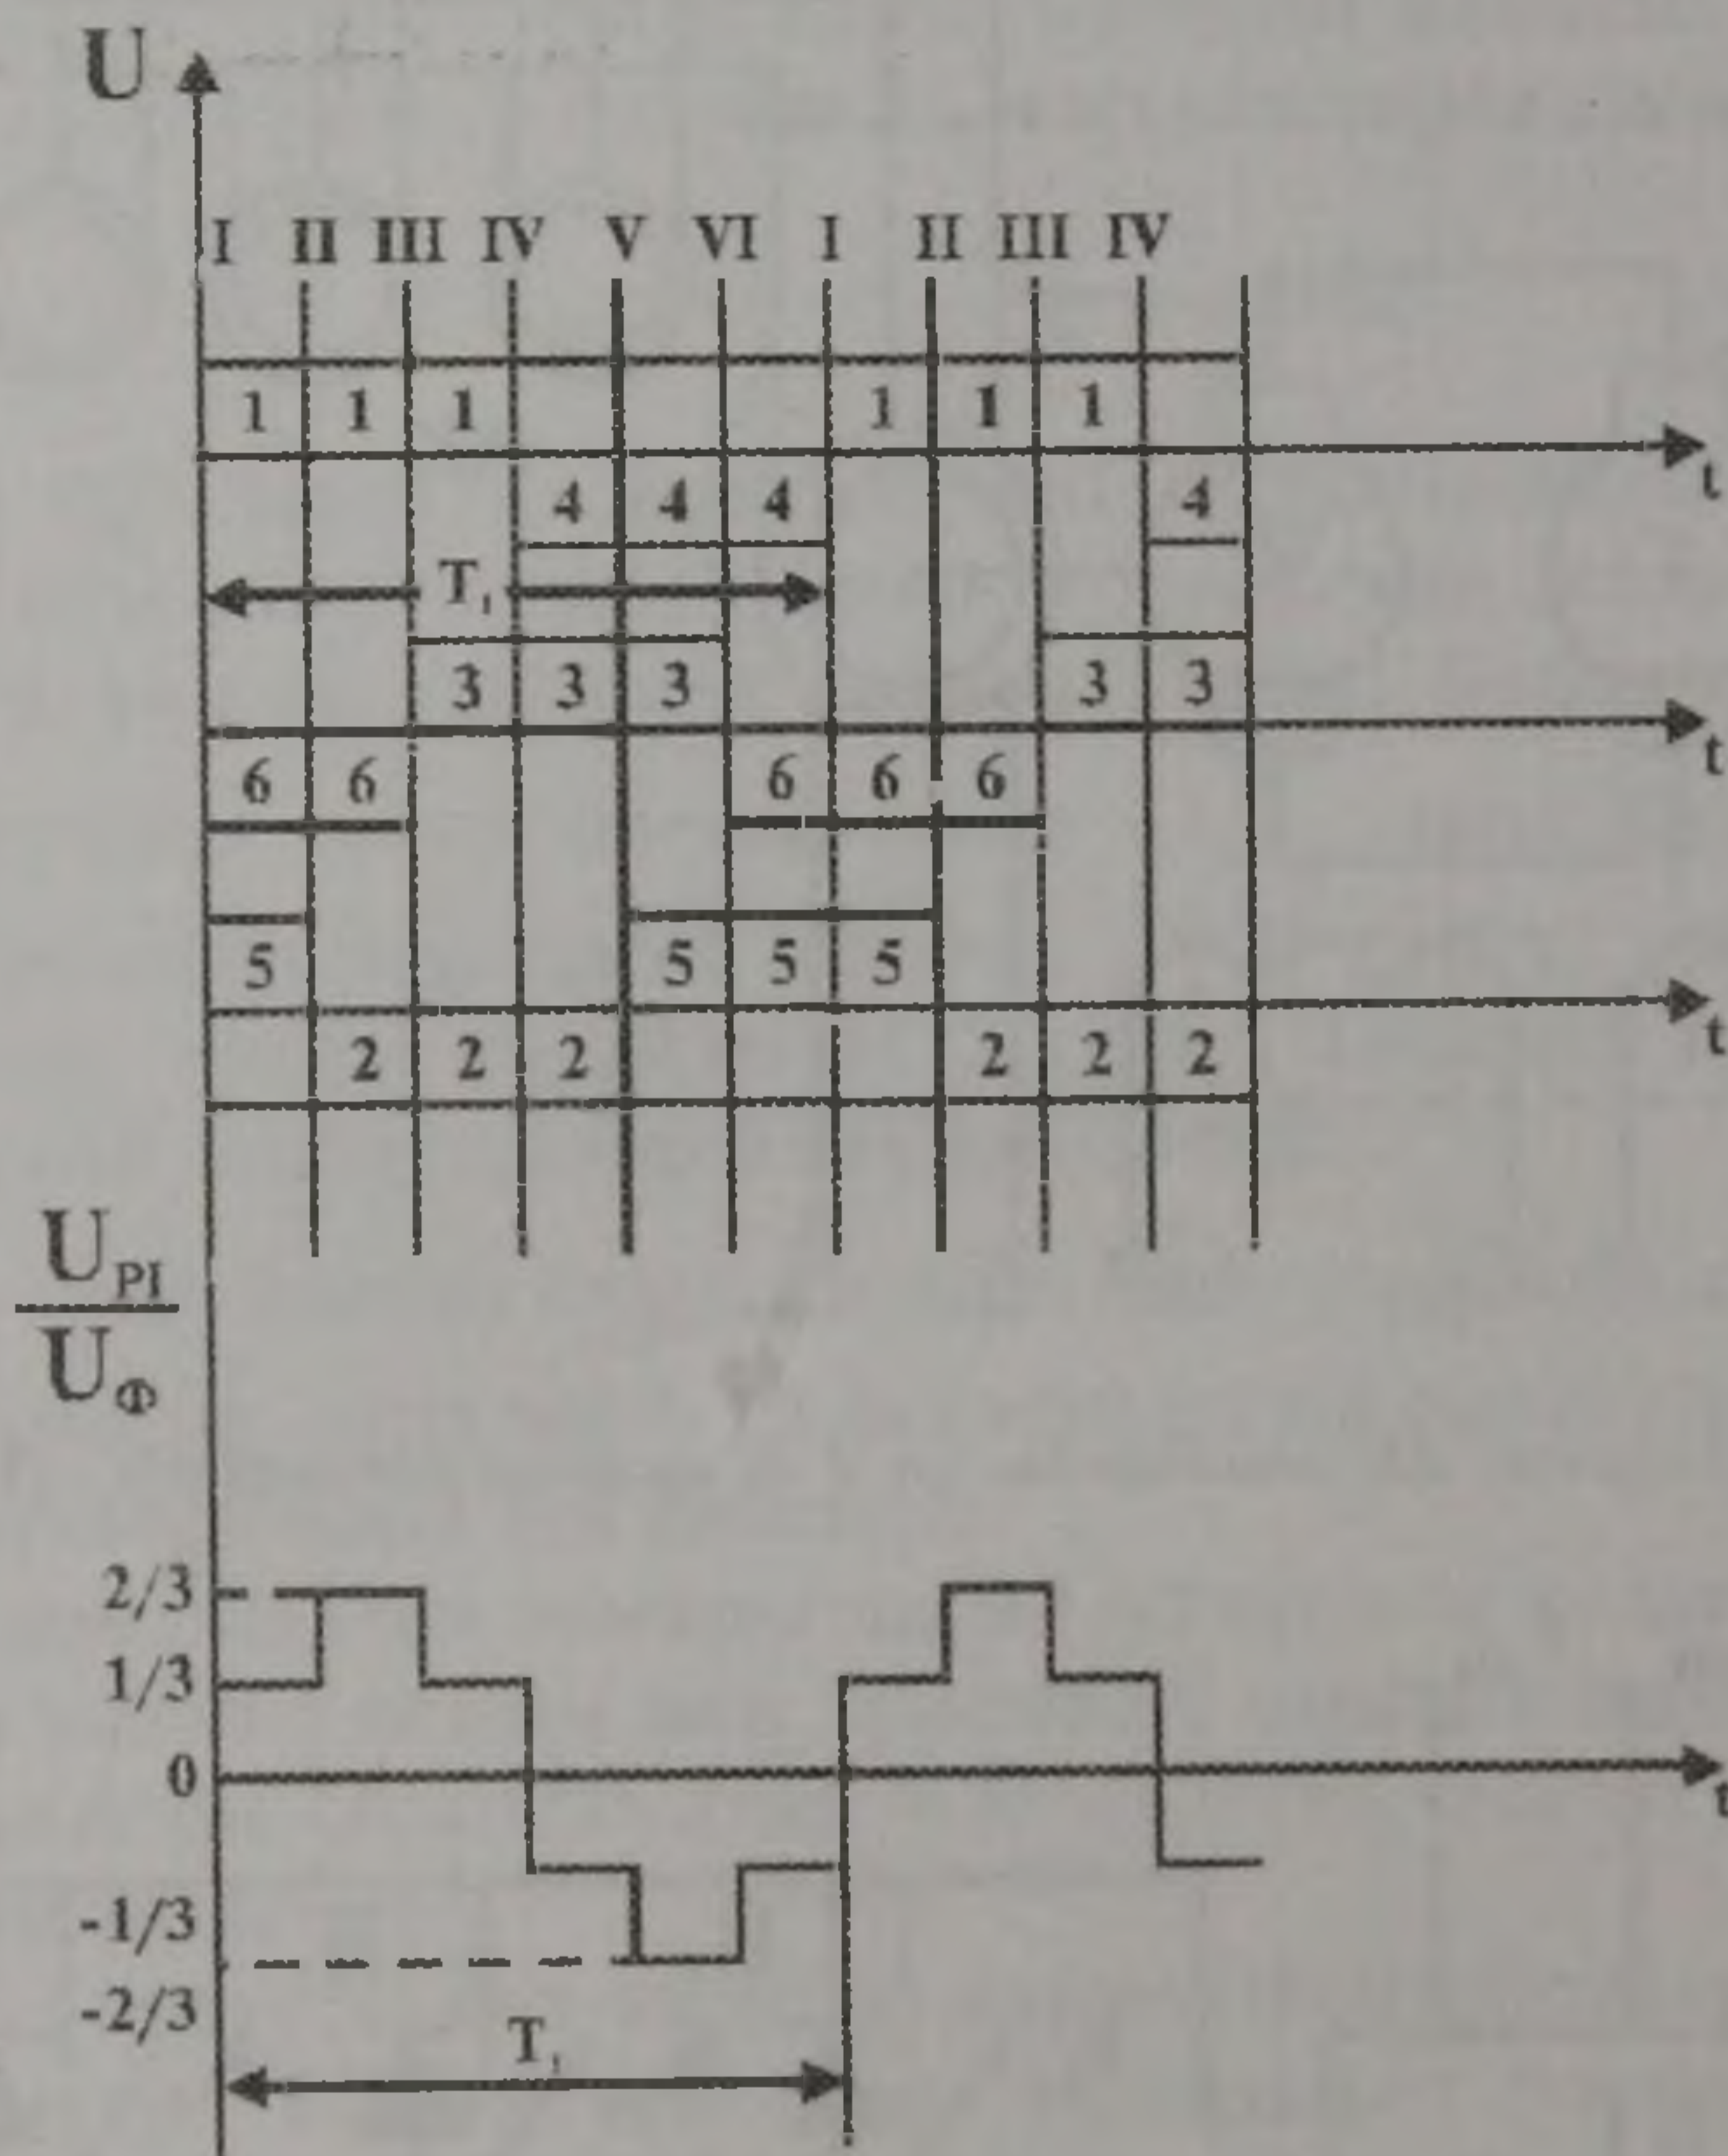 U
I II III IV V VI I II III IV
1 1 1 1 1 1
t
4 4 4 4
T₁
3 3 3 3 3
t
6 6 6 6 6
5 5 5 5
t
2 2 2 2 2 2
U_PI
U_Ф
2/3
1/3
0
t
-1/3
-2/3
T₁